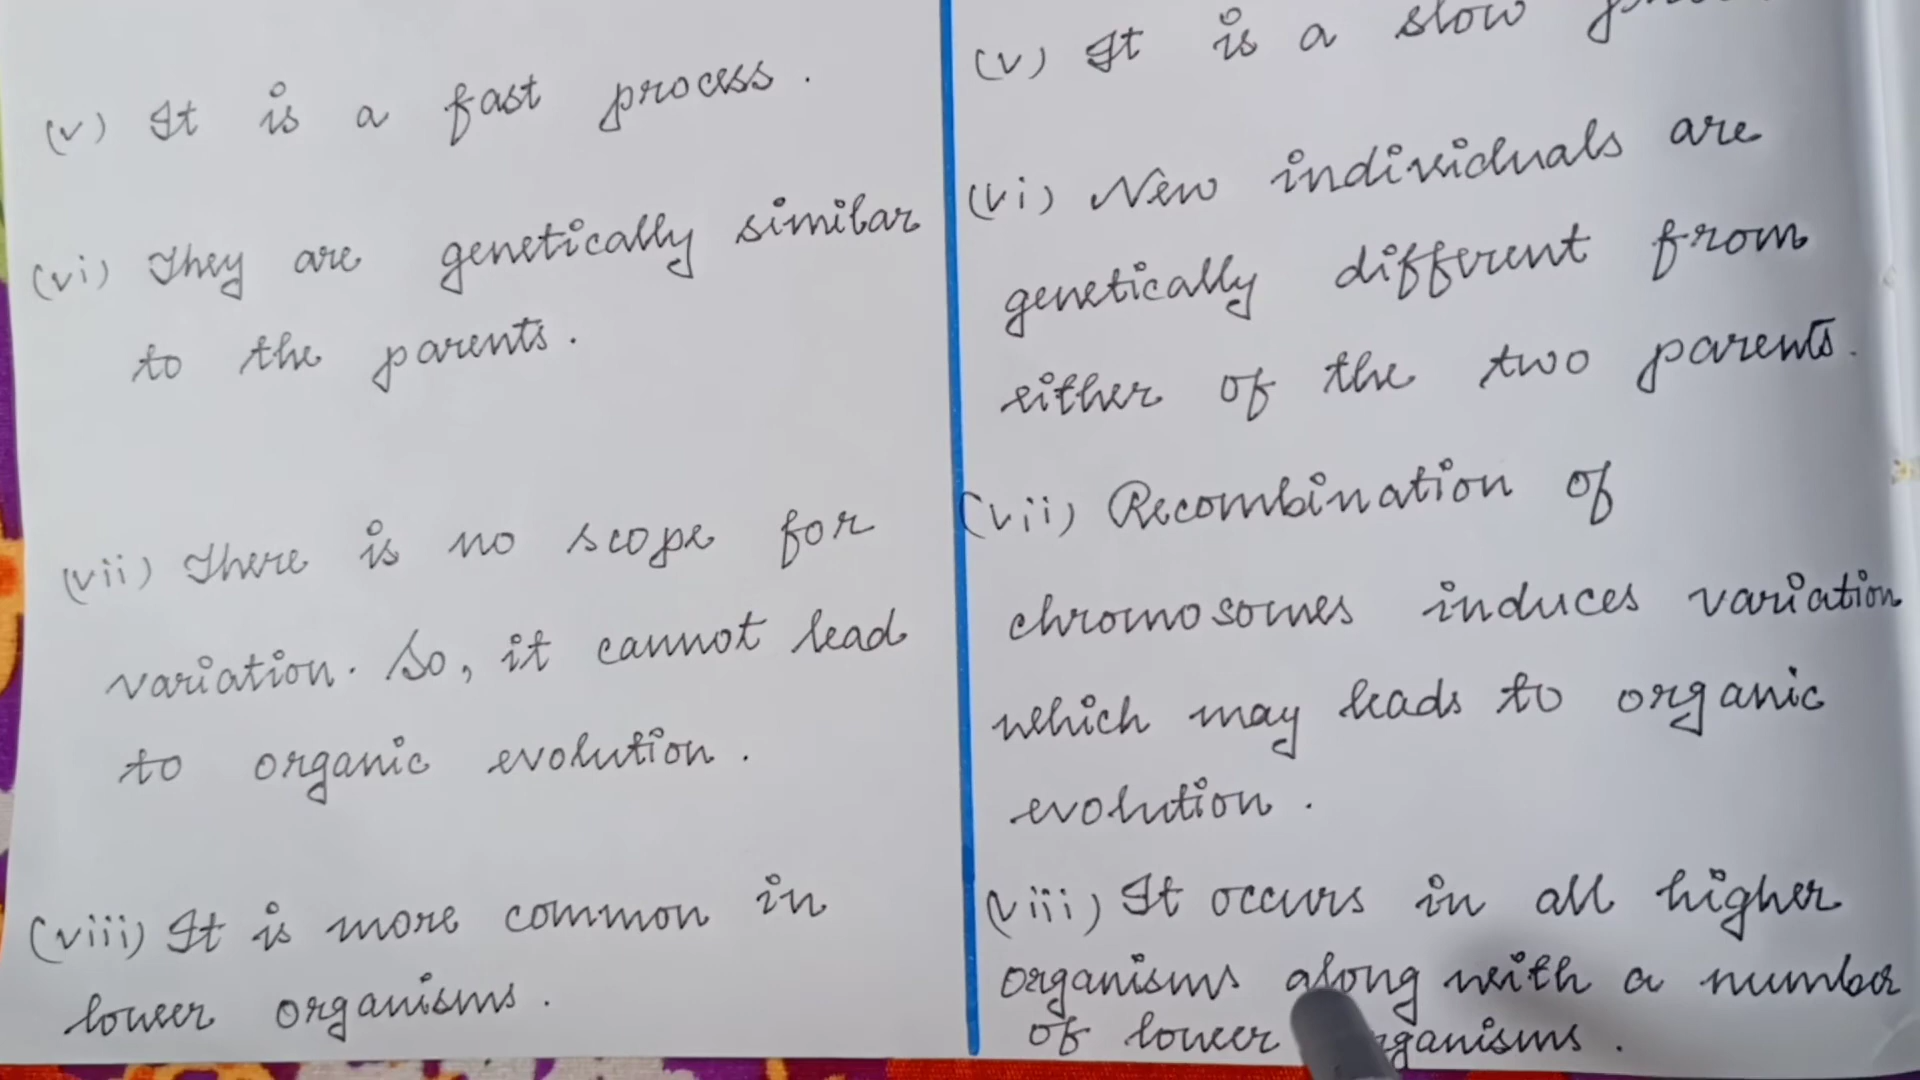 (v) It is a fast process.
(vi) They are genetically similar
to the parents.
(vii) There is no scope for
variation. So, it cannot lead
to organic evolution.
(viii) It is more common in
lower organisms.
(v) It is a slow
(vi) New individuals are
genetically different from
either of the two parents.
(vii) Recombination of
chromosomes induces variation
which may leads to organic
evolution.
(viii) It occurs in all higher
organisms along with a number
of lower organisms.